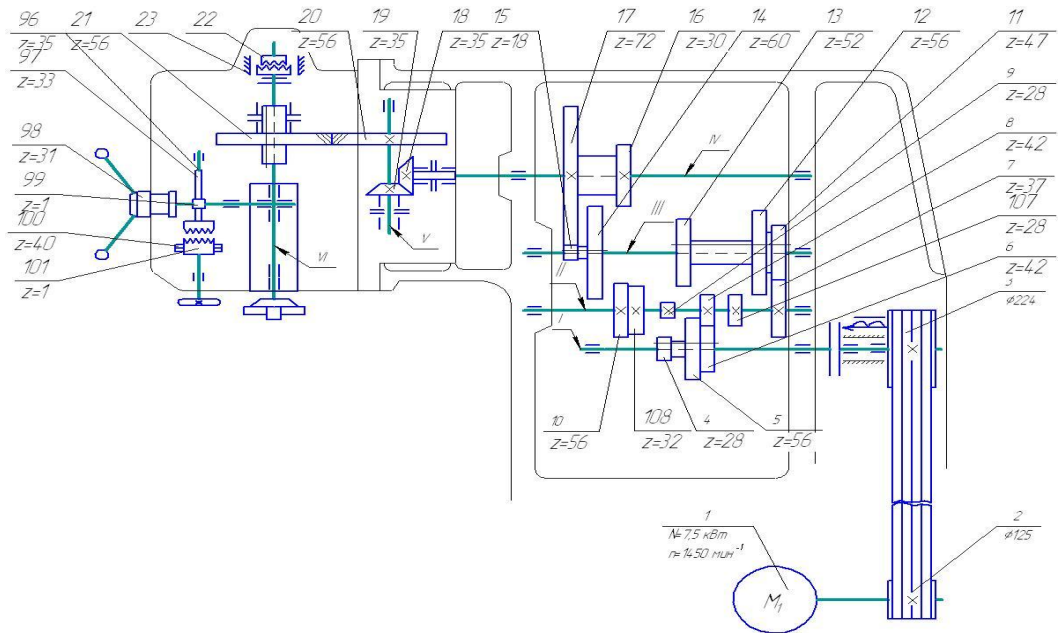 96
z=35
97
z=33
21
z=56
23
22
20
z=56
19
z=35
18
z=35
15
z=18
17
z=72
16
z=30
14
z=60
13
z=52
12
z=56
11
z=47
9
z=28
8
z=42
7
z=37
107
z=28
6
z=42
3
ø224
98
z=31
99
z=1
100
z=40
101
z=1
IV
III
II
I
V
VI
10
z=56
108
z=32
4
z=28
5
z=56
1
N=7,5 кВт
n=1450 мин⁻¹
2
ø125
M₁